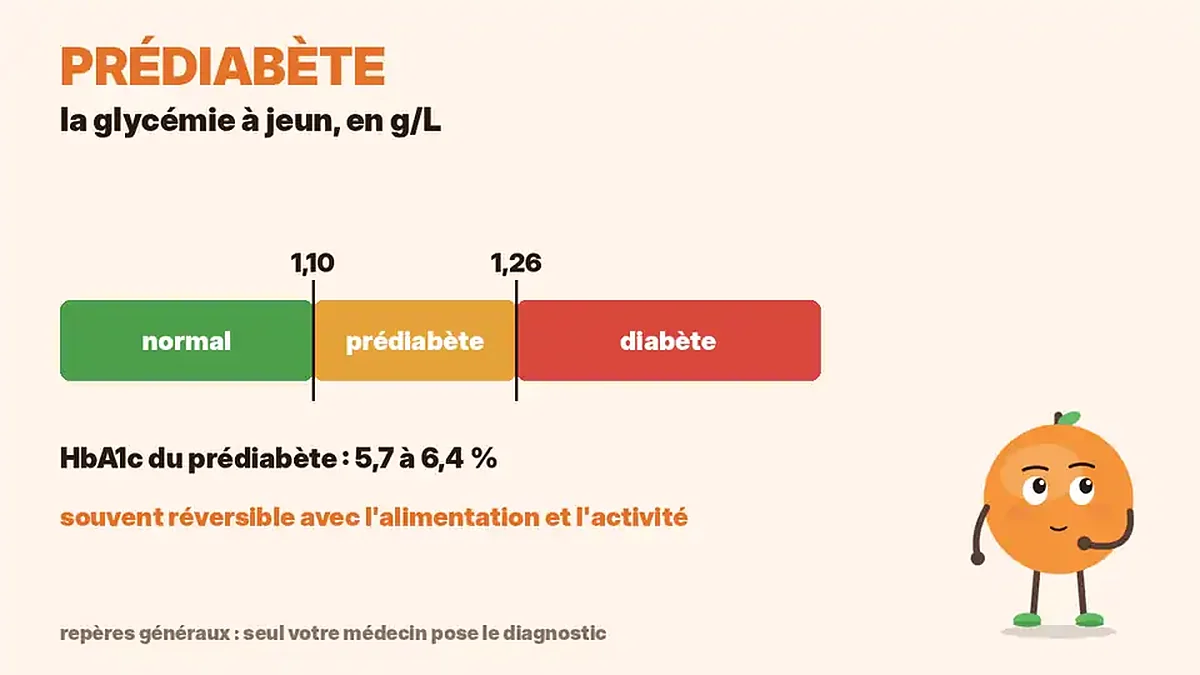 PRÉDIABÈTE
la glycémie à jeun, en g/L
1,10 1,26
normal prédiabète diabète
HbA1c du prédiabète : 5,7 à 6,4 %
souvent réversible avec l'alimentation et l'activité
repères généraux : seul votre médecin pose le diagnostic